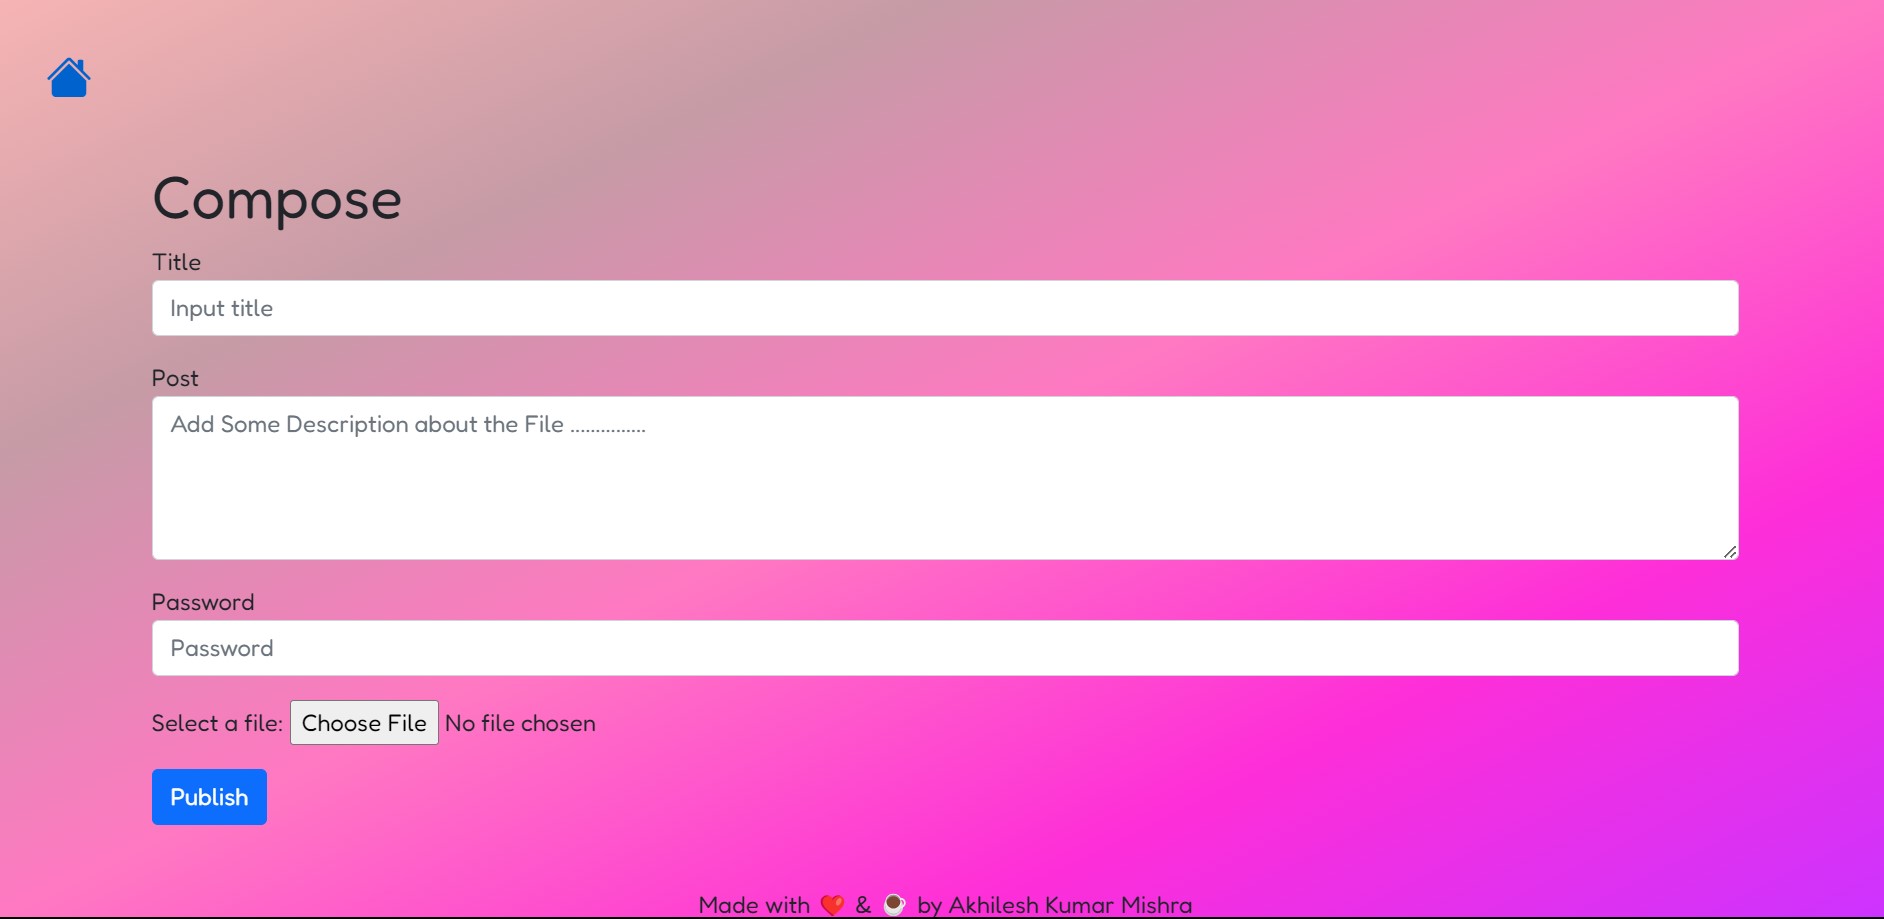 Compose
Title
Input title
Post
Add Some Description about the File ...............
Password
Password
Select a file: Choose File No file chosen
Publish
Made with ❤️ & ☕ by Akhilesh Kumar Mishra